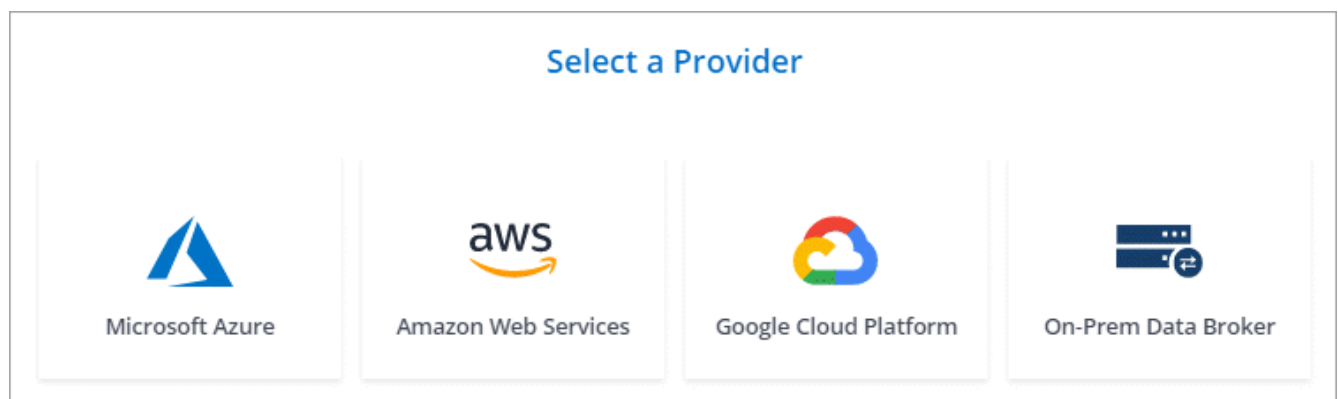 Select a Provider
aws
Microsoft Azure
Amazon Web Services
Google Cloud Platform
On-Prem Data Broker